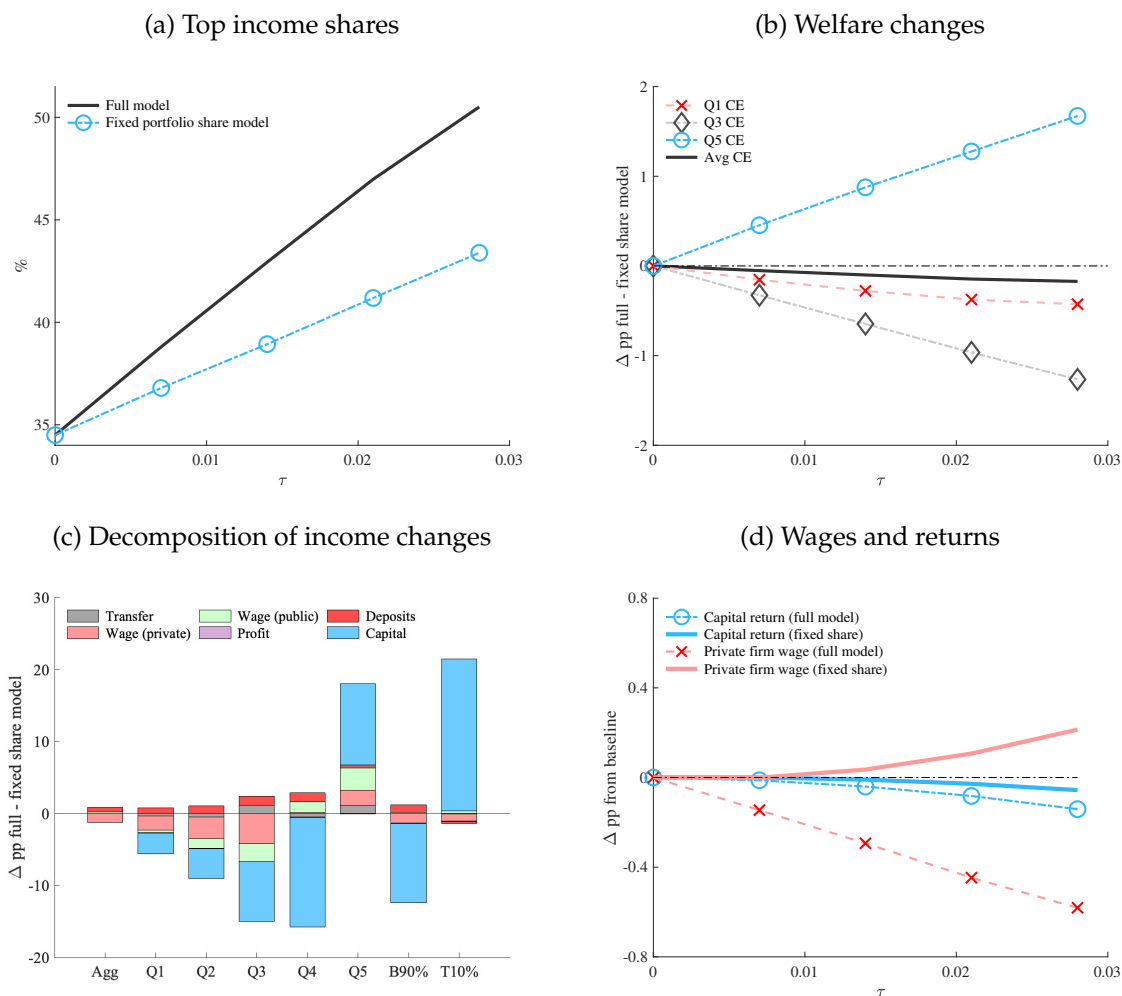 (a) Top income shares
Full model
Fixed portfolio share model
50
45
40
35
%
0
0.01
0.02
0.03
τ
(b) Welfare changes
Q1 CE
Q3 CE
Q5 CE
Avg CE
2
1
0
-1
-2
Δ pp full - fixed share model
0
0.01
0.02
0.03
τ
(c) Decomposition of income changes
Transfer
Wage (private)
Wage (public)
Profit
Deposits
Capital
30
20
10
0
-10
-20
Δ pp full - fixed share model
Agg
Q1
Q2
Q3
Q4
Q5
B90%
T10%
(d) Wages and returns
Capital return (full model)
Capital return (fixed share)
Private firm wage (full model)
Private firm wage (fixed share)
0.8
0.4
0
-0.4
-0.8
Δ pp from baseline
0
0.01
0.02
0.03
τ